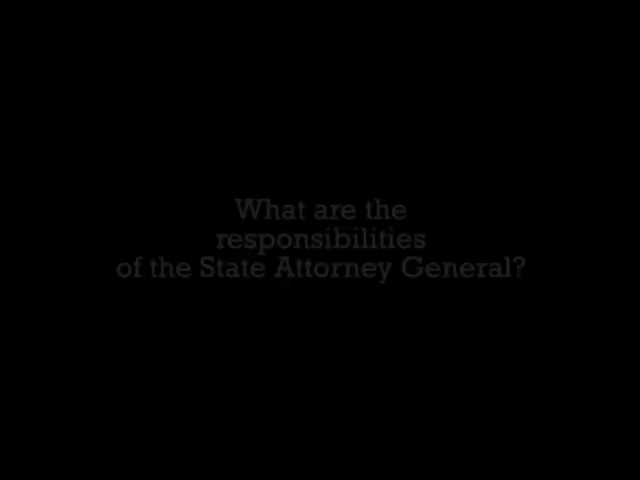 What are the
responsibilities
of the State Attorney General?